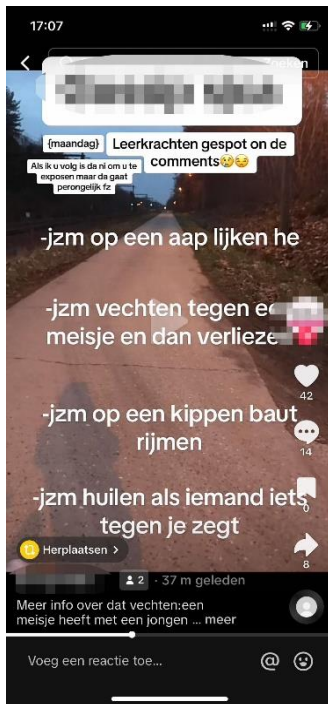 17:07
Zoeken
{maandag}
Leerkrachten gespot on de
comments😢😔
Als ik u volg is da ni om u te
exposen maar da gaat
perongelijk fz
-jzm op een aap lijken he
-jzm vechten tegen
meisje en dan
-jzm op een kippen baut
rijmen
-jzm huilen als iemand iets
tegen je zegt
42
14
0
8
Herplaatsen >
2 · 37 m geleden
Meer info over dat vechten:een
meisje heeft met een jongen ... meer
Voeg een reactie toe...